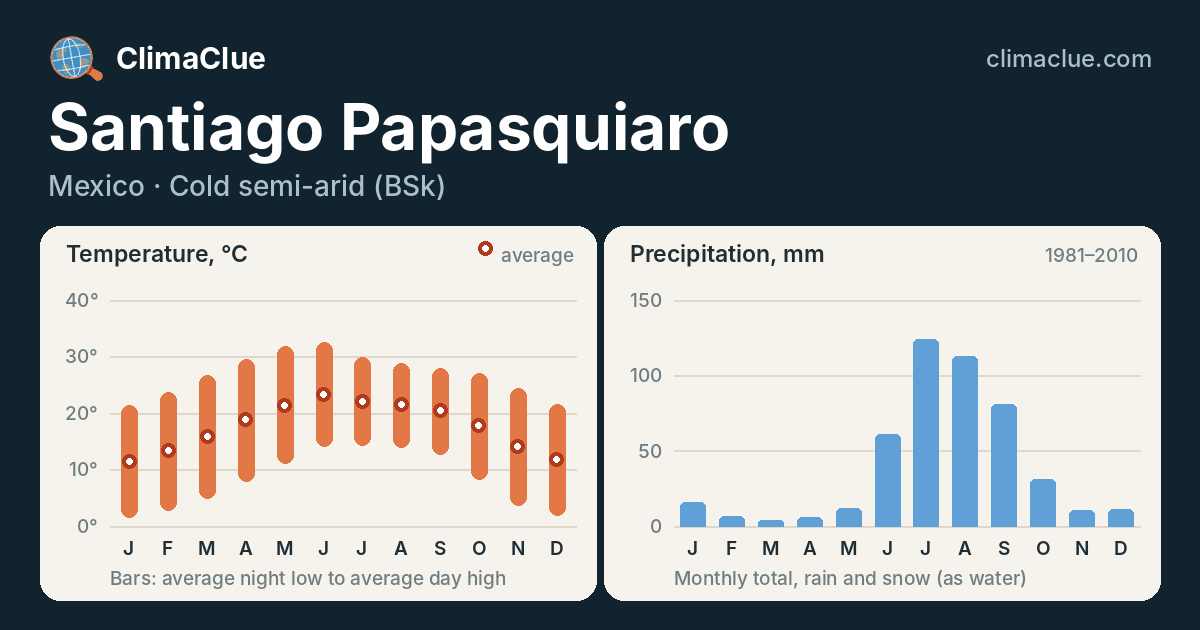 ClimaClue
climaclue.com
Santiago Papasquiaro
Mexico · Cold semi-arid (BSk)
Temperature, °C
average
40°
30°
20°
10°
0°
J F M A M J J A S O N D
Bars: average night low to average day high
Precipitation, mm
1981–2010
150
100
50
0
J F M A M J J A S O N D
Monthly total, rain and snow (as water)